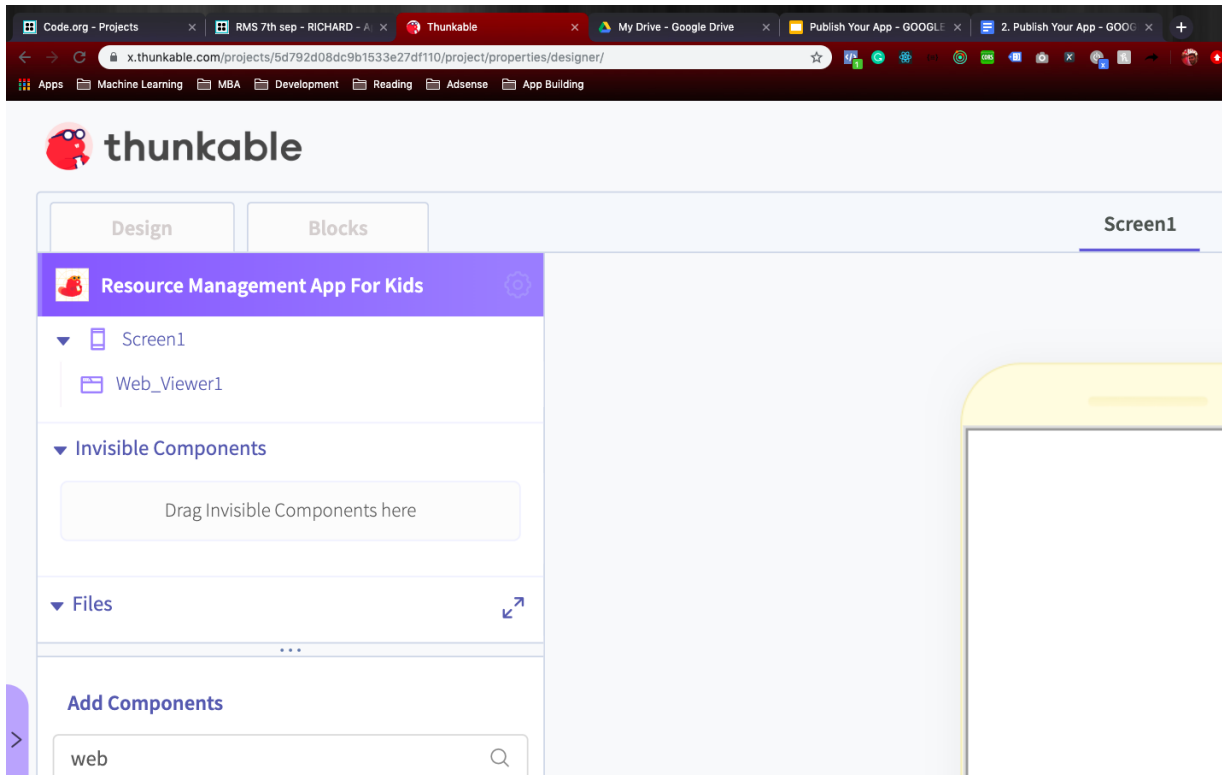 Code.org - Projects
RMS 7th sep - RICHARD - A
Thunkable
My Drive - Google Drive
Publish Your App - GOOGLE
2. Publish Your App - GOOG
x.thunkable.com/projects/5d792d08dc9b1533e27df110/project/properties/designer/
Apps Machine Learning MBA Development Reading Adsense App Building
thunkable
Design Blocks Screen1
Resource Management App For Kids
Screen1
Web_Viewer1
Invisible Components
Drag Invisible Components here
Files
Add Components
web